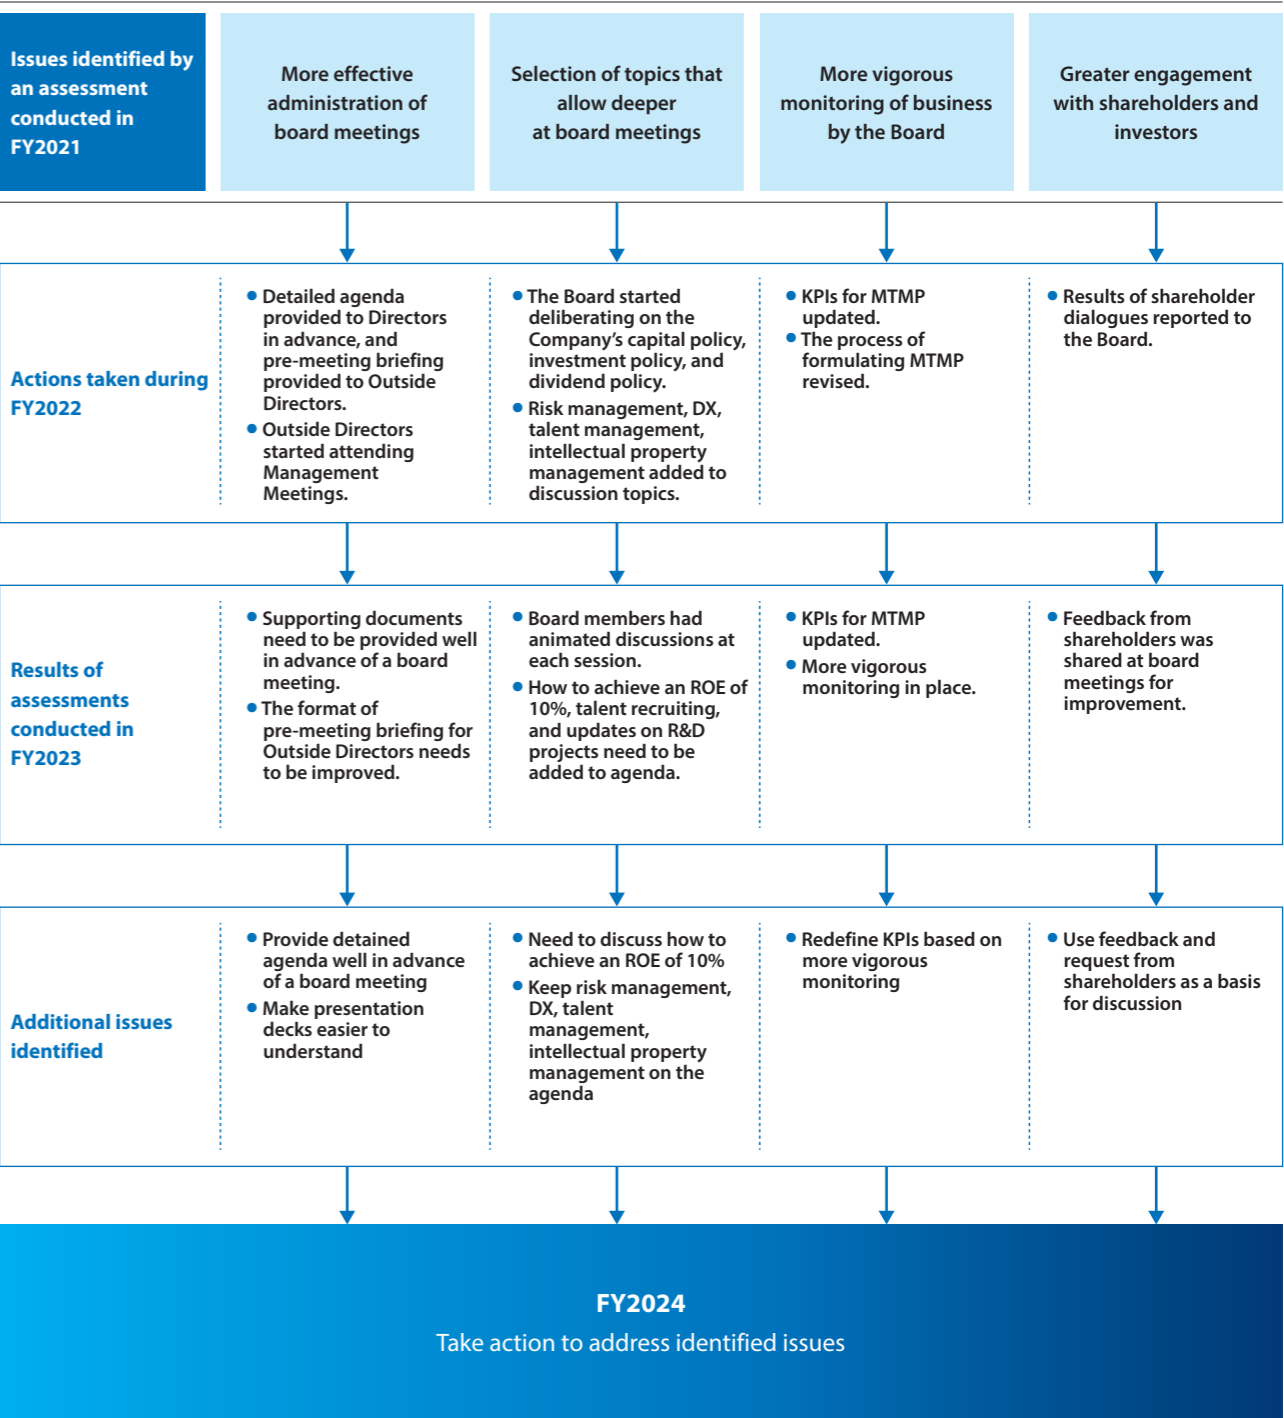 Issues identified by
an assessment
conducted in
FY2021
More effective
administration of
board meetings
Selection of topics that
allow deeper
at board meetings
More vigorous
monitoring of business
by the Board
Greater engagement
with shareholders and
investors
Actions taken during
FY2022
• Detailed agenda
provided to Directors
in advance, and
pre-meeting briefing
provided to Outside
Directors.
• Outside Directors
started attending
Management
Meetings.
• The Board started
deliberating on the
Company's capital policy,
investment policy, and
dividend policy.
• Risk management, DX,
talent management,
intellectual property
management added to
discussion topics.
• KPIs for MTMP
updated.
• The process of
formulating MTMP
revised.
• Results of shareholder
dialogues reported to
the Board.
Results of
assessments
conducted in
FY2023
• Supporting documents
need to be provided well
in advance of a board
meeting.
• The format of
pre-meeting briefing for
Outside Directors needs
to be improved.
• Board members had
animated discussions at
each session.
• How to achieve an ROE of
10%, talent recruiting,
and updates on R&D
projects need to be
added to agenda.
• KPIs for MTMP
updated.
• More vigorous
monitoring in place.
• Feedback from
shareholders was
shared at board
meetings for
improvement.
Additional issues
identified
• Provide detained
agenda well in advance
of a board meeting
• Make presentation
decks easier to
understand
• Need to discuss how to
achieve an ROE of 10%
• Keep risk management,
DX, talent
management,
intellectual property
management on the
agenda
• Redefine KPIs based on
more vigorous
monitoring
• Use feedback and
request from
shareholders as a basis
for discussion
FY2024
Take action to address identified issues